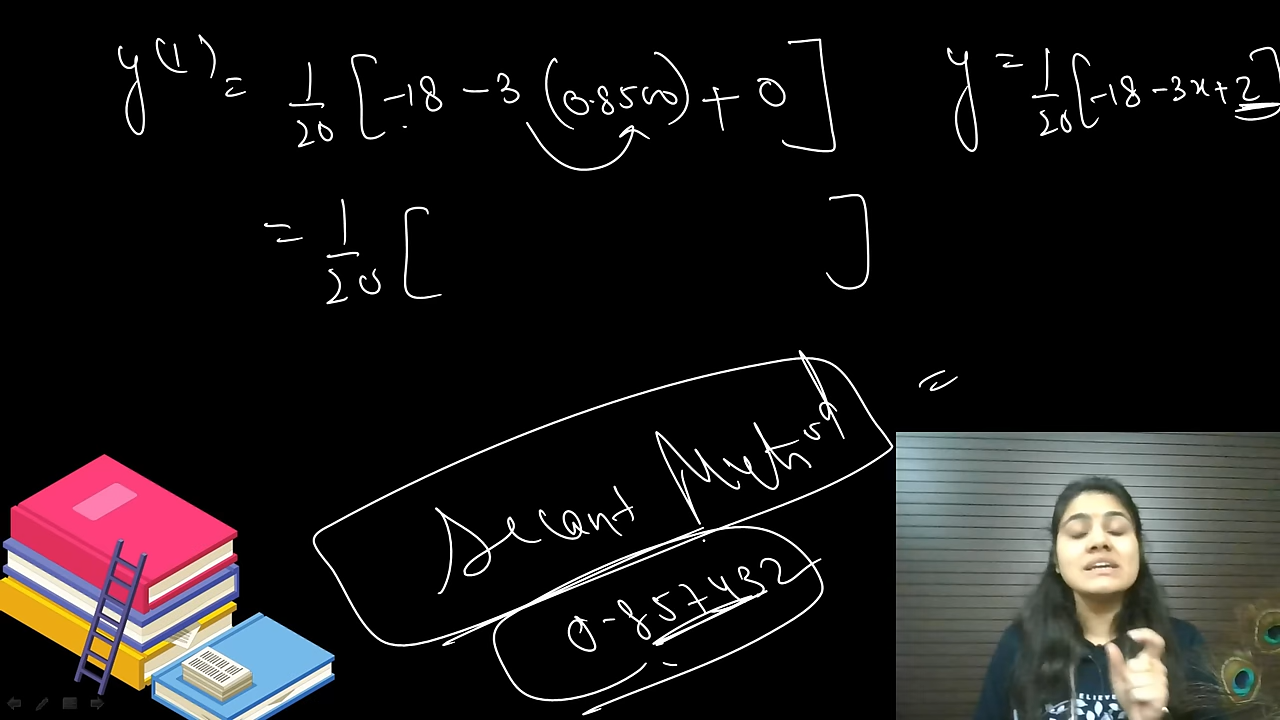 y(1) = 1/20 [-18 - 3 (0.8500) + 0]
y = 1/20 [-18 - 3x + 2]
= 1/20 [ ]
=
Secant Method
0.857432
ELIEVE